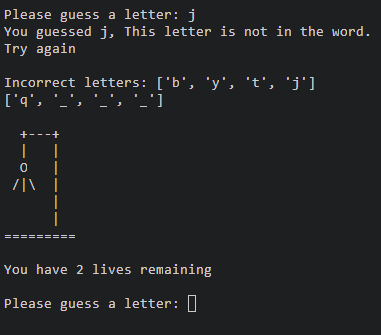 Please guess a letter: j
You guessed j, This letter is not in the word.
Try again
Incorrect letters: ['b', 'y', 't', 'j']
['q', '_', '_', '_']
  +---+
  |   |
  O   |
 /|\  |
      |
      |
=========
You have 2 lives remaining
Please guess a letter: